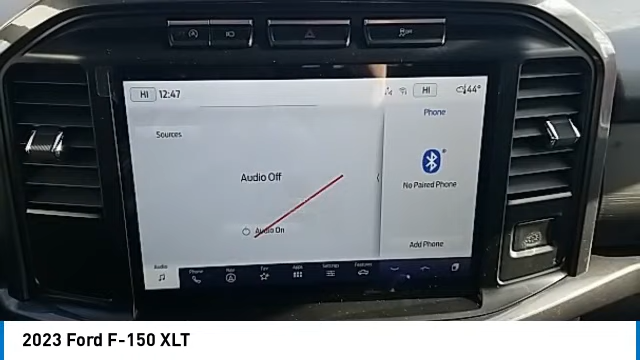 HI 12:47 HI 44°
Phone
Sources
Audio Off
No Paired Phone
Audio On
Add Phone
Audio Phone Nav Fav Apps Settings Features
2023 Ford F-150 XLT